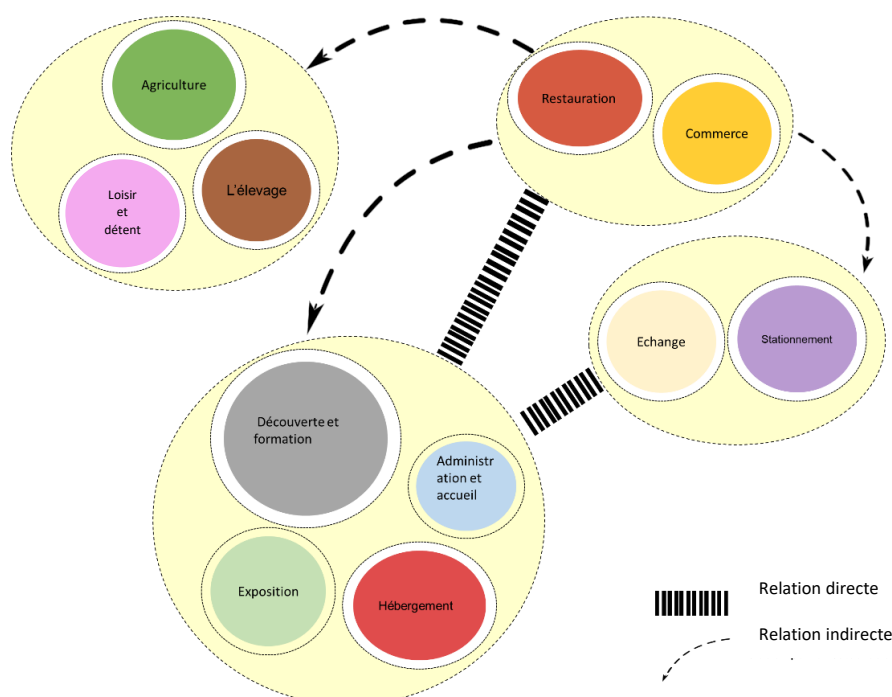 Agriculture
Loisir
et
détent
L'élevage
Restauration
Commerce
Echange
Stationnement
Découverte et
formation
Administr
ation et
accueil
Exposition
Hébergement
Relation directe
Relation indirecte
.